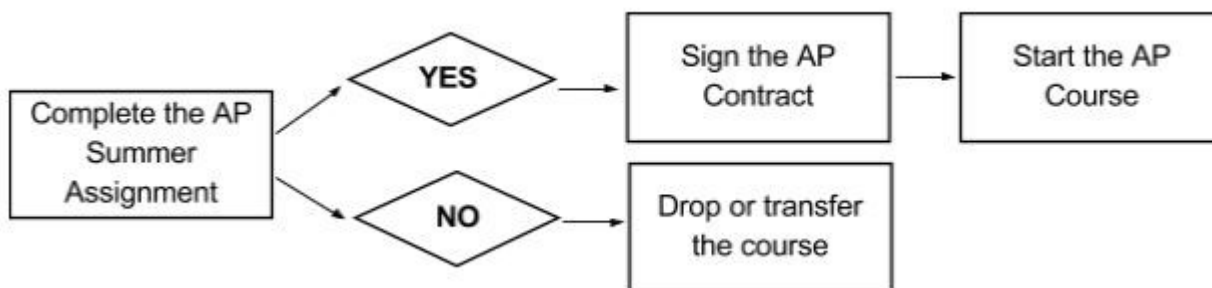 Complete the AP
Summer
Assignment
YES
Sign the AP
Contract
Start the AP
Course
NO
Drop or transfer
the course